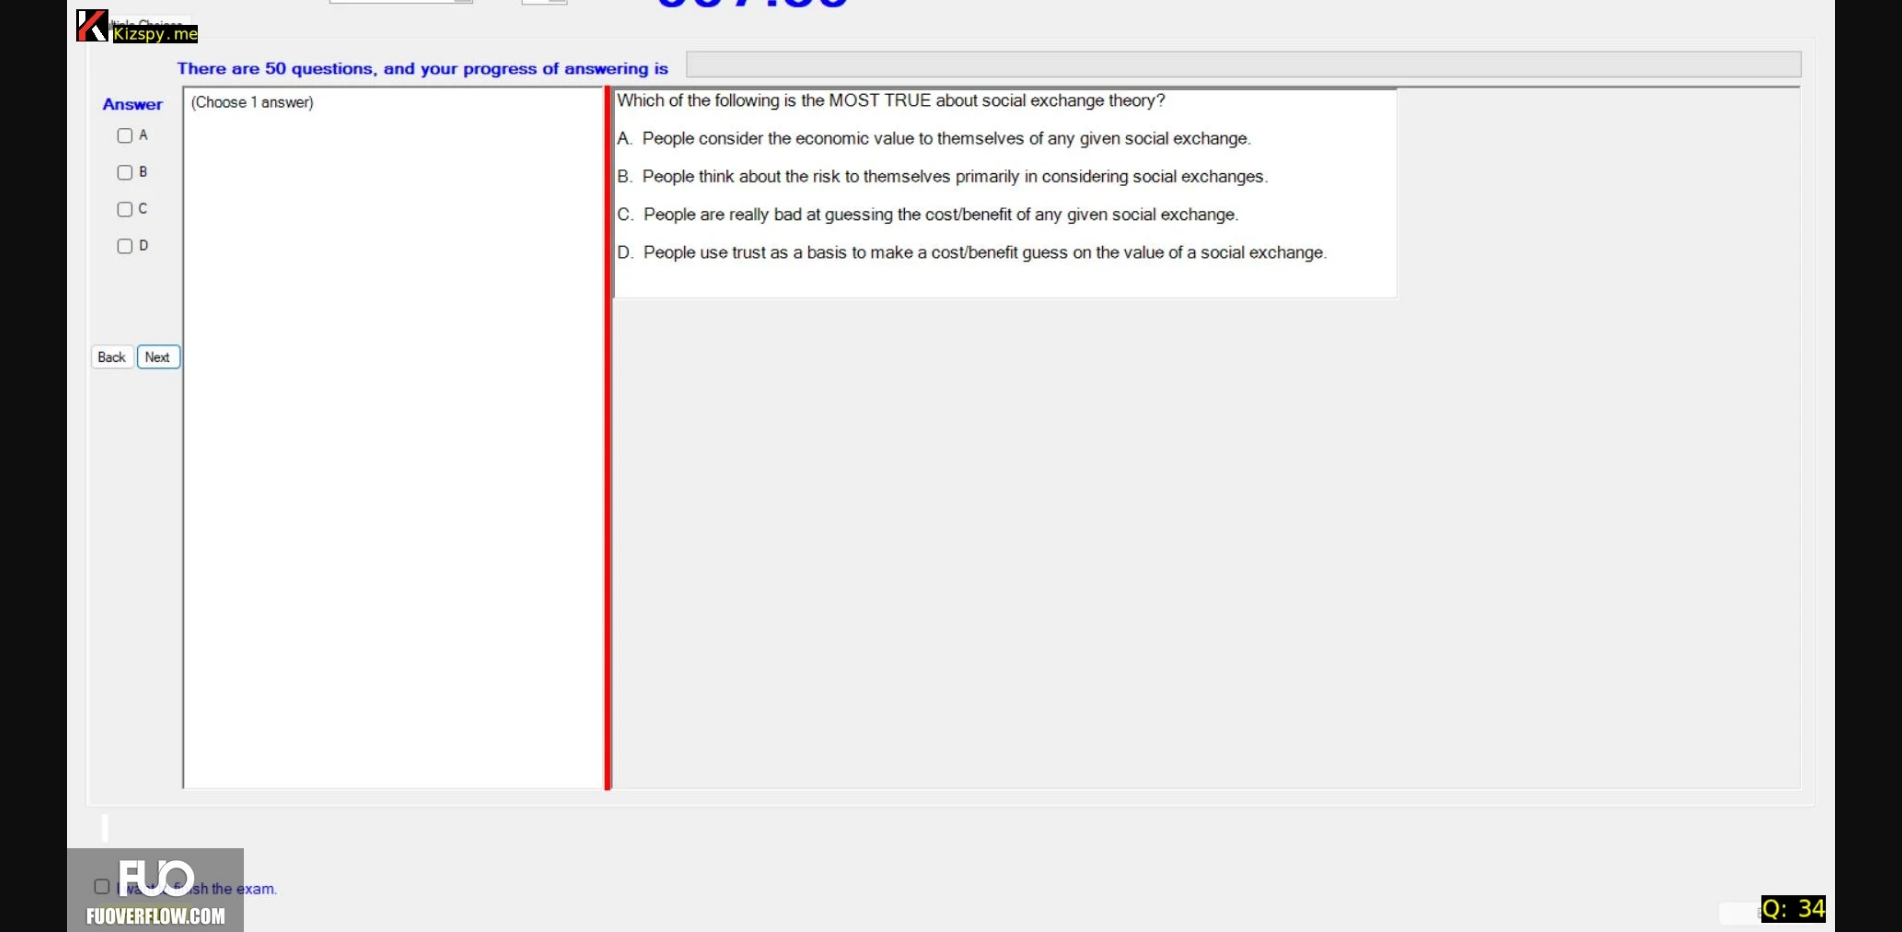 Kizspy.me
There are 50 questions, and your progress of answering is
Answer
(Choose 1 answer)
A
B
C
D
Back
Next
Which of the following is the MOST TRUE about social exchange theory?
A. People consider the economic value to themselves of any given social exchange.
B. People think about the risk to themselves primarily in considering social exchanges.
C. People are really bad at guessing the cost/benefit of any given social exchange.
D. People use trust as a basis to make a cost/benefit guess on the value of a social exchange.
FUO
the exam.
FUOVERFLOW.COM
Q: 34